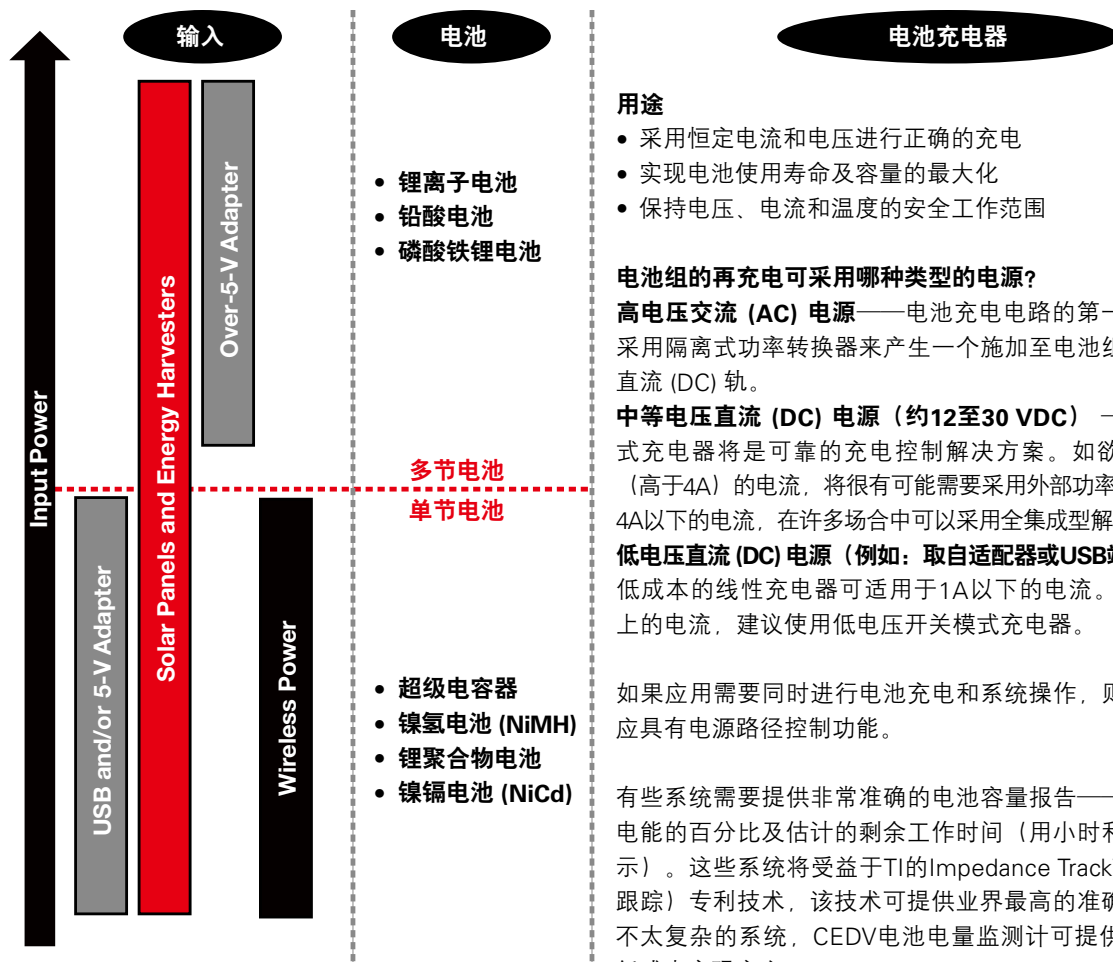 输入
电池
电池充电器
Input Power
USB and/or 5-V Adapter
Solar Panels and Energy Harvesters
Over-5-V Adapter
Wireless Power
• 锂离子电池
• 铅酸电池
• 磷酸铁锂电池
多节电池
单节电池
• 超级电容器
• 镍氢电池 (NiMH)
• 锂聚合物电池
• 镍镉电池 (NiCd)
用途
• 采用恒定电流和电压进行正确的充电
• 实现电池使用寿命及容量的最大化
• 保持电压、电流和温度的安全工作范围
电池组的再充电可采用哪种类型的电源?
高电压交流 (AC) 电源——电池充电电路的第一
采用隔离式功率转换器来产生一个施加至电池组
直流 (DC) 轨。
中等电压直流 (DC) 电源（约12至30 VDC） —
式充电器将是可靠的充电控制解决方案。如欲
（高于4A）的电流，将很有可能需要采用外部功率
4A以下的电流，在许多场合中可以采用全集成型解
低电压直流 (DC) 电源（例如：取自适配器或USB端
低成本的线性充电器可适用于1A以下的电流。
上的电流，建议使用低电压开关模式充电器。
如果应用需要同时进行电池充电和系统操作，则
应具有电源路径控制功能。
有些系统需要提供非常准确的电池容量报告——
电能的百分比及估计的剩余工作时间（用小时和
示）。这些系统将受益于TI的Impedance Track
跟踪）专利技术，该技术可提供业界最高的准确
不太复杂的系统，CEDV电池电量监测计可提供